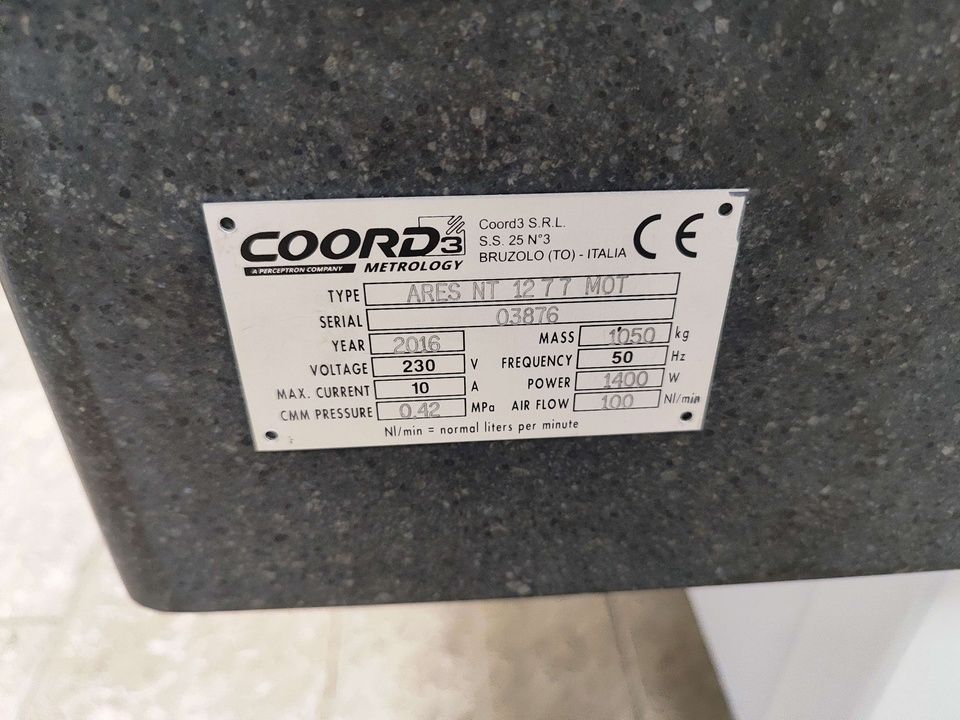 COORD3
A PERCEPTRON COMPANY METROLOGY
Coord3 S.R.L.
S.S. 25 N°3
BRUZOLO (TO) - ITALIA
CE
TYPE ARES NT 12 7 7 MOT
SERIAL 03876
YEAR 2016 MASS 1050 kg
VOLTAGE 230 V FREQUENCY 50 Hz
MAX. CURRENT 10 A POWER 1400 W
CMM PRESSURE 0.42 MPa AIR FLOW 100 Nl/min
Nl/min = normal liters per minute